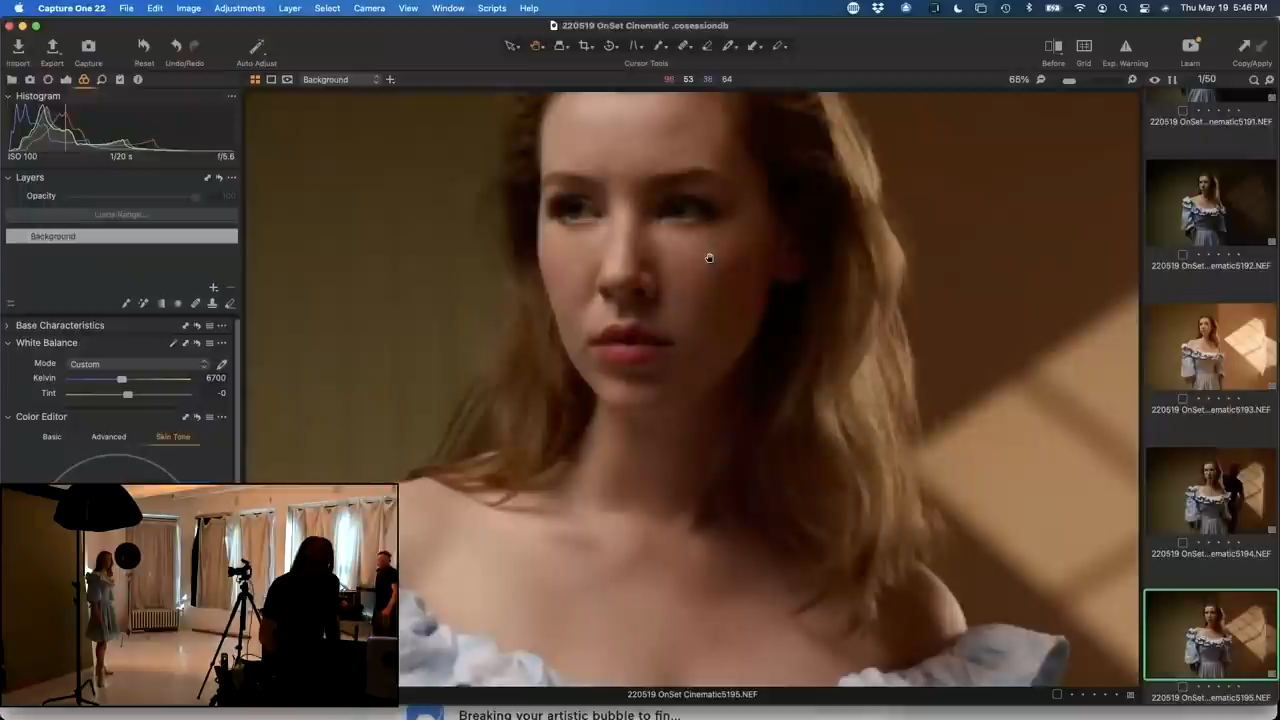 Capture One 22 File Edit Image Adjustments Layer Select Camera View Window Scripts Help Thu May 19 5:46 PM
220519 OnSet Cinematic .cosessiondb
Import Export Capture Reset Undo/Redo Auto Adjust Cursor Tools Before Grid Exp. Warning Learn Copy/Apply
Background 98 53 38 64 65% 1/50
Histogram
ISO 100 1/20 s f/5.6
Layers
Opacity 100
Luma Range...
Background
Base Characteristics
White Balance
Mode Custom
Kelvin 6700
Tint -0
Color Editor
Basic Advanced Skin Tone
220519 OnSet...nematic5191.NEF
220519 OnSet...ematic5192.NEF
220519 OnSet...ematic5193.NEF
220519 OnSet...ematic5194.NEF
220519 OnSet...ematic5195.NEF
220519 OnSet Cinematic5195.NEF
Breaking your artistic bubble to fin...